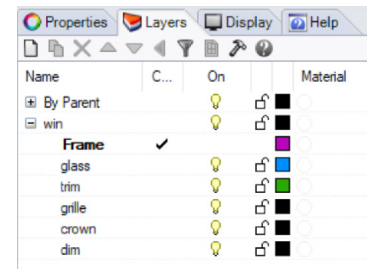 Properties Layers Display Help
Name C... On Material
By Parent
win
Frame
glass
trim
grille
crown
dim